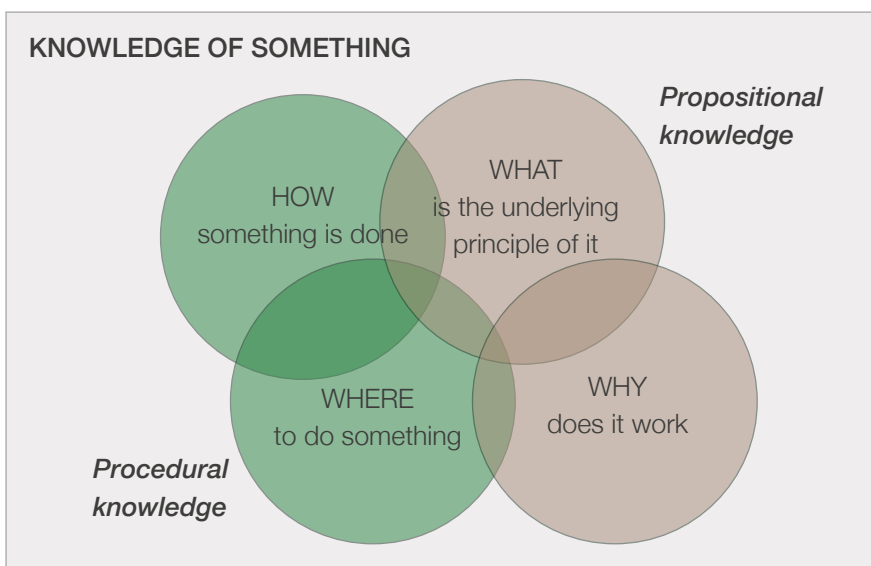 KNOWLEDGE OF SOMETHING
Propositional
knowledge
WHAT
is the underlying
principle of it
HOW
something is done
WHERE
to do something
WHY
does it work
Procedural
knowledge